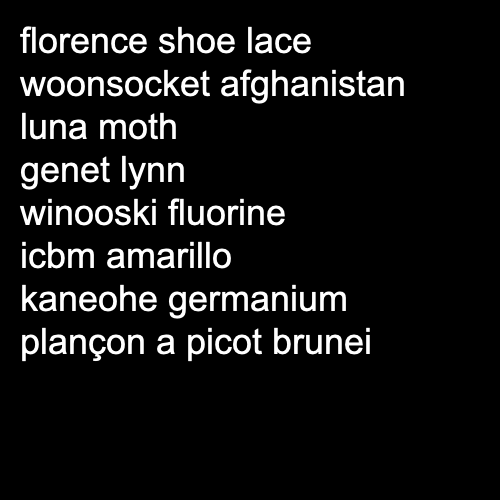 florence shoe lace
woonsocket afghanistan
luna moth
genet lynn
winooski fluorine
icbm amarillo
kaneohe germanium
plançon a picot brunei